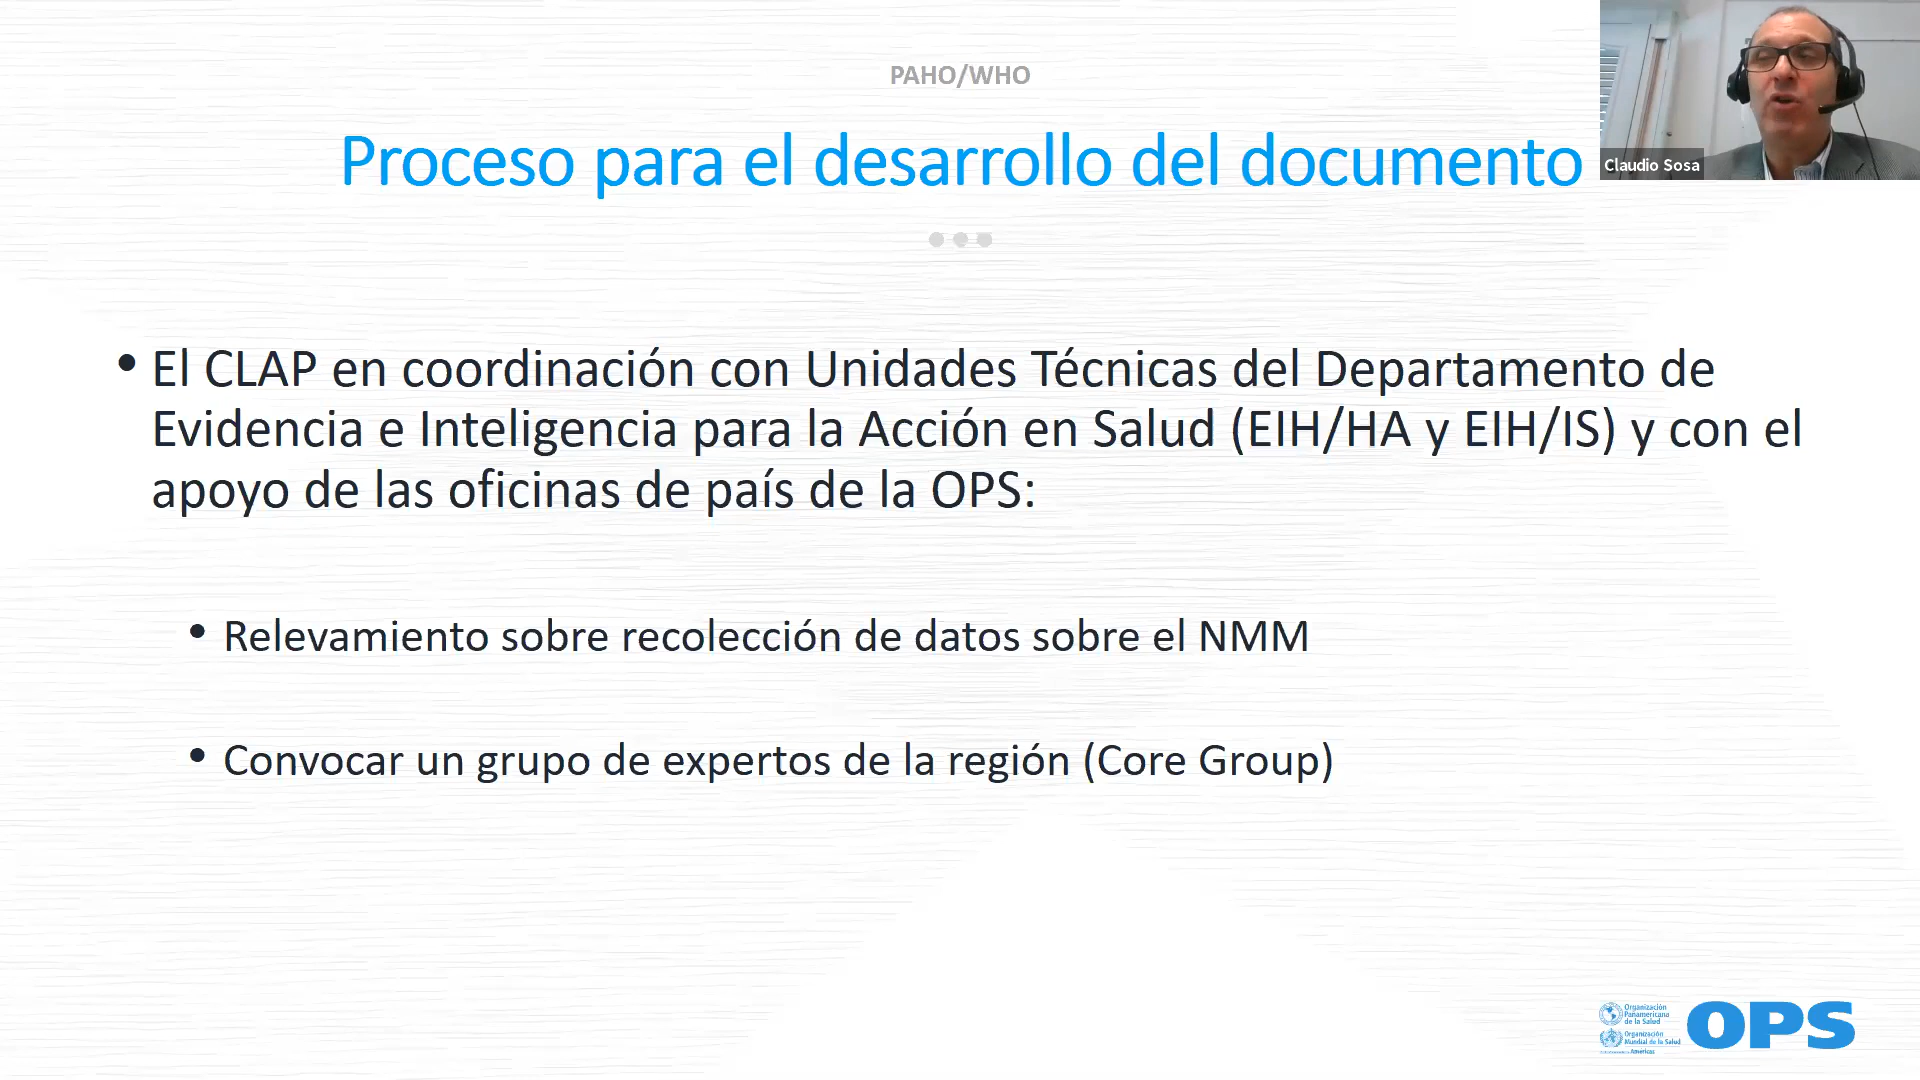 PAHO/WHO
Proceso para el desarrollo del documento
Claudio Sosa
• El CLAP en coordinación con Unidades Técnicas del Departamento de
Evidencia e Inteligencia para la Acción en Salud (EIH/HA y EIH/IS) y con el
apoyo de las oficinas de país de la OPS:
• Relevamiento sobre recolección de datos sobre el NMM
• Convocar un grupo de expertos de la región (Core Group)
Organización
Panamericana
de la Salud
Organización
Mundial de la Salud
Américas
OPS